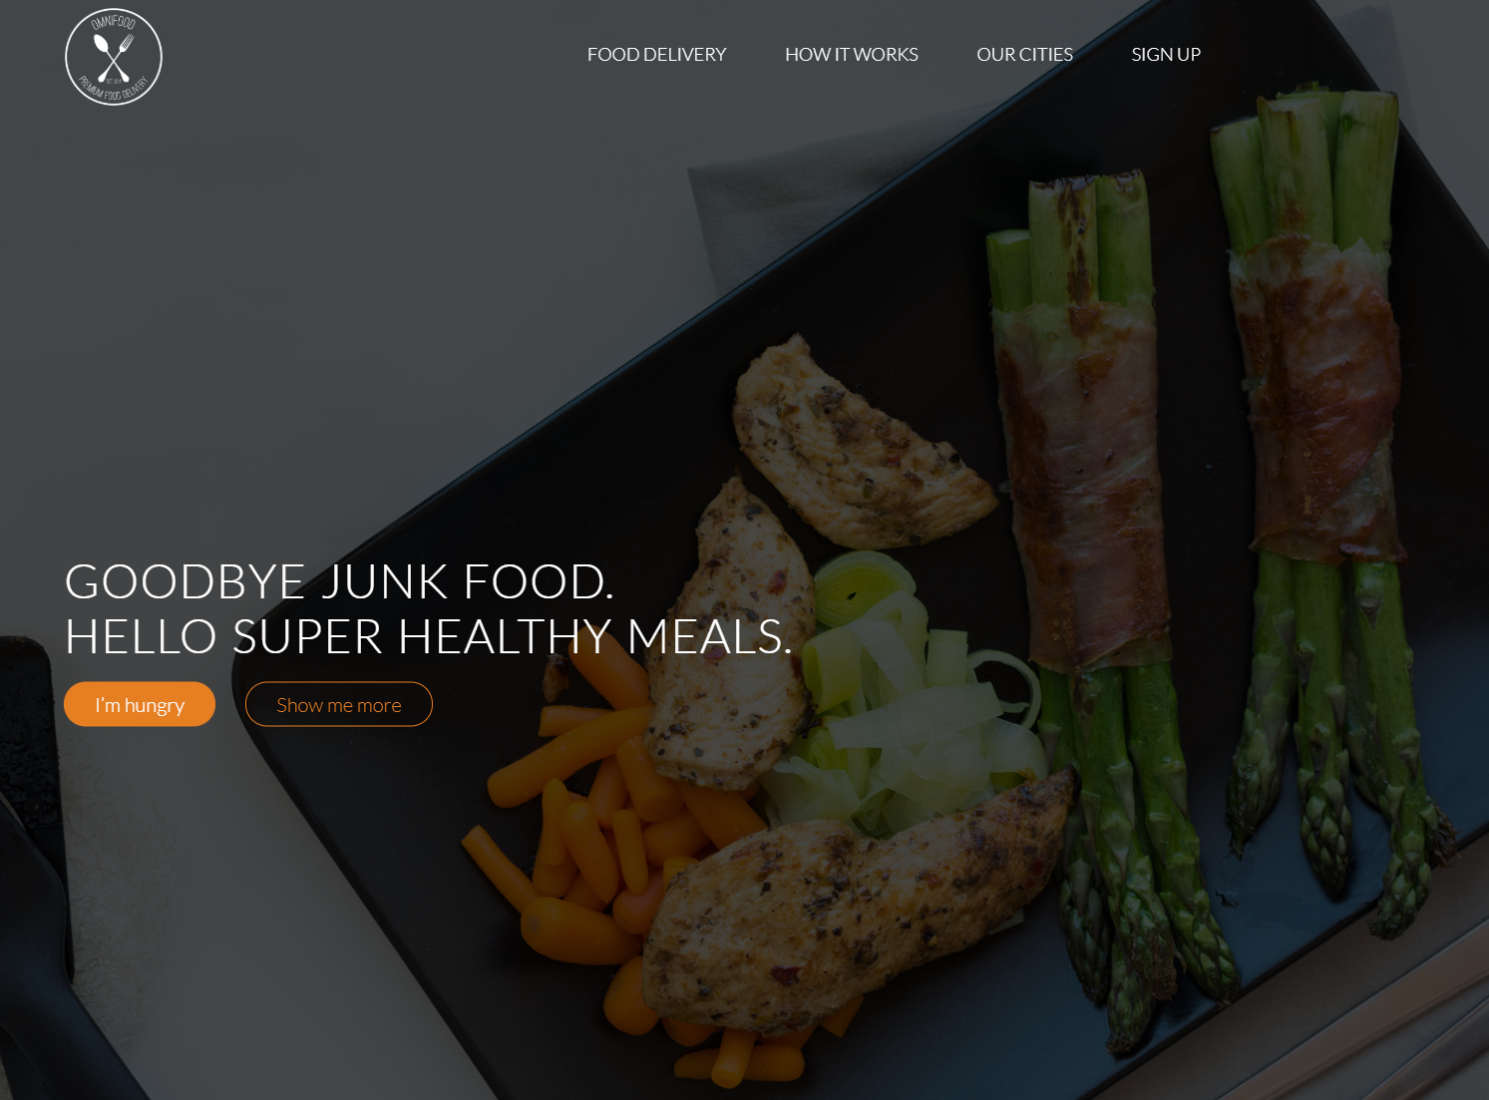 OMNIFOOD
PREMIUM FOOD DELIVERY
FOOD DELIVERY
HOW IT WORKS
OUR CITIES
SIGN UP
GOODBYE JUNK FOOD.
HELLO SUPER HEALTHY MEALS.
I'm hungry
Show me more